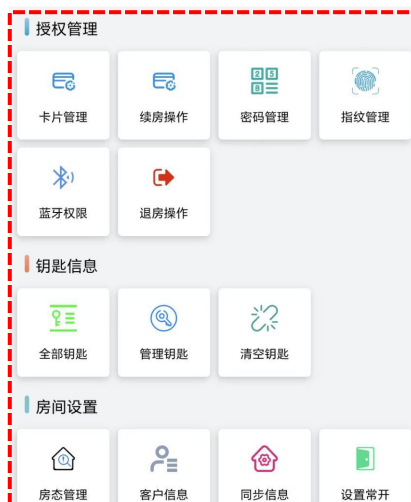 授权管理
卡片管理 续房操作 密码管理 指纹管理
蓝牙权限 退房操作
钥匙信息
全部钥匙 管理钥匙 清空钥匙
房间设置
房态管理 客户信息 同步信息 设置常开